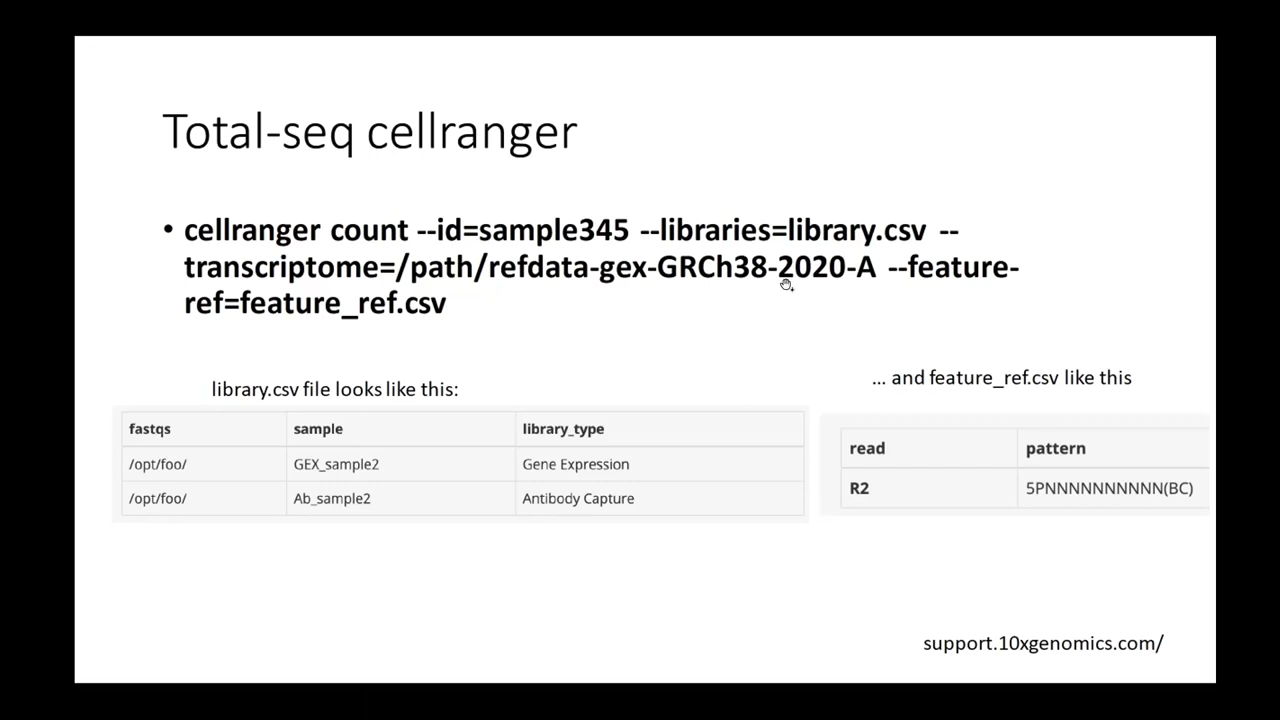 Total-seq cellranger
• cellranger count --id=sample345 --libraries=library.csv --
transcriptome=/path/refdata-gex-GRCh38-2020-A --feature-
ref=feature_ref.csv
library.csv file looks like this:
... and feature_ref.csv like this
fastqs sample library_type
/opt/foo/ GEX_sample2 Gene Expression
/opt/foo/ Ab_sample2 Antibody Capture
read pattern
R2 5PNNNNNNNNNN(BC)
support.10xgenomics.com/